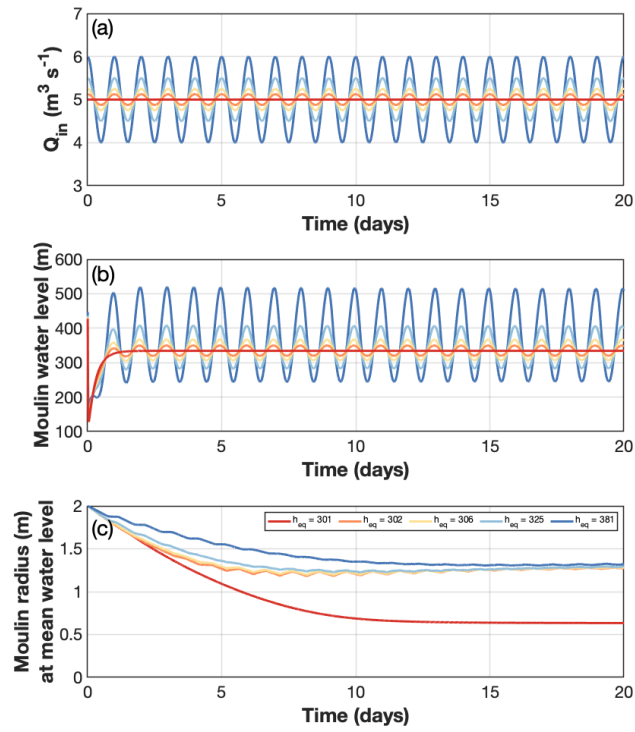 (a)
7
6
5
4
3
Q_in (m³ s⁻¹)
0 5 10 15 20
Time (days)
(b)
600
500
400
300
200
100
Moulin water level (m)
0 5 10 15 20
Time (days)
(c)
2
1.5
1
0.5
0
Moulin radius (m)
at mean water level
h_eq = 301 h_eq = 302 h_eq = 306 h_eq = 325 h_eq = 381
0 5 10 15 20
Time (days)